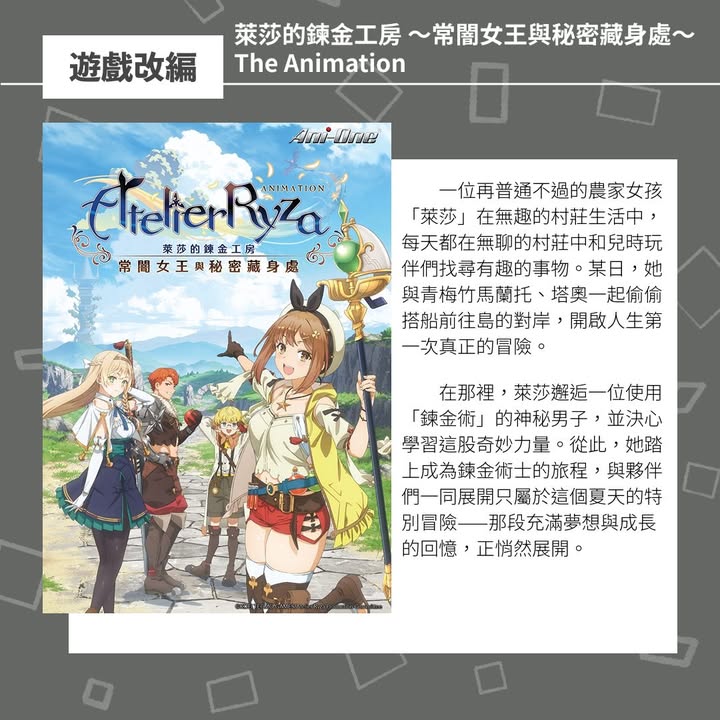 遊戲改編
萊莎的鍊金工房 ～常闇女王與秘密藏身處～
The Animation
Ani-One
Atelier Ryza
ANIMATION
萊莎的鍊金工房
常闇女王與秘密藏身處
一位再普通不過的農家女孩
「萊莎」在無趣的村莊生活中，
每天都在無聊的村莊中和兒時玩
伴們找尋有趣的事物。某日，她
與青梅竹馬蘭托、塔奧一起偷偷
搭船前往島的對岸，開啟人生第
一次真正的冒險。
在那裡，萊莎邂逅一位使用
「鍊金術」的神秘男子，並決心
學習這股奇妙力量。從此，她踏
上成為鍊金術士的旅程，與夥伴
們一同展開只屬於這個夏天的特
別冒險——那段充滿夢想與成長
的回憶，正悄然展開。